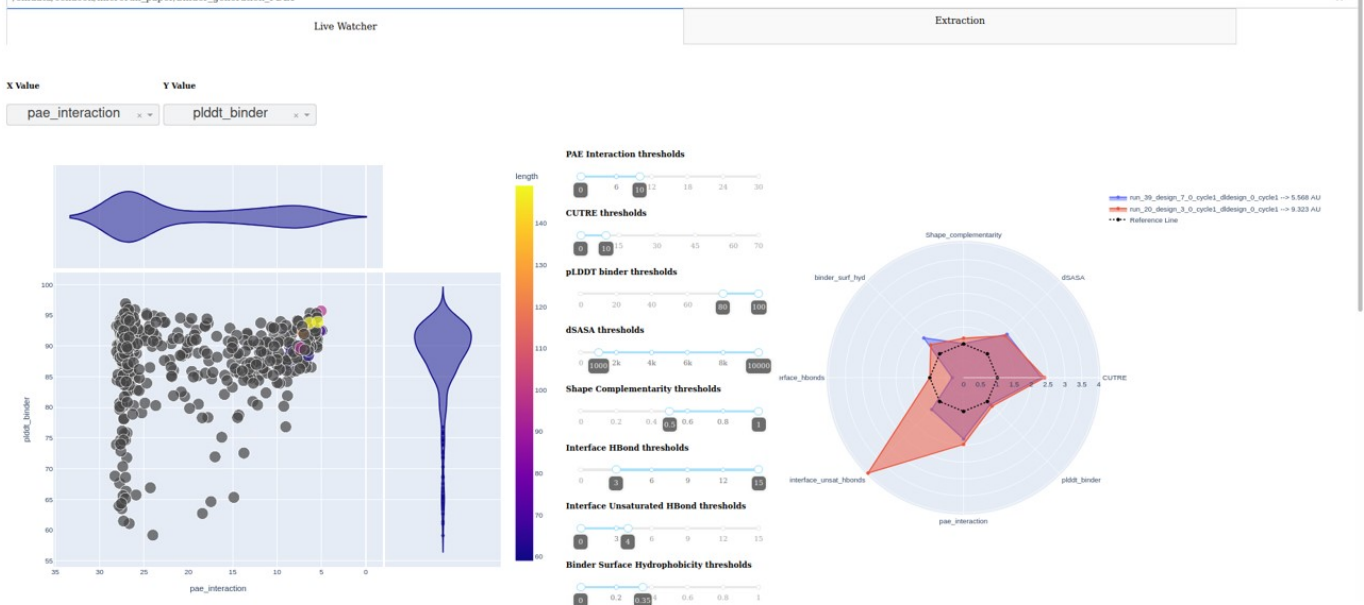 Live Watcher
Extraction
X Value
Y Value
pae_interaction
plddt_binder
PAE Interaction thresholds
0 6 10 12 18 24 30
CUTRE thresholds
0 10 15 30 45 60 70
pLDDT binder thresholds
0 20 40 60 80 100
dSASA thresholds
0 1000 2k 4k 6k 8k 10000
Shape Complementarity thresholds
0 0.2 0.4 0.5 0.6 0.8 1
Interface HBond thresholds
0 3 6 9 12 15
Interface Unsaturated HBond thresholds
0 3 4 6 9 12 15
Binder Surface Hydrophobicity thresholds
0 0.2 0.35 0.6 0.8 1
length
140
130
120
110
100
90
80
70
60
plddt_binder
100
95
90
85
80
75
70
65
60
55
35 30 25 20 15 10 5 0
pae_interaction
run_39_design_7_0_cycle1_dldesign_0_cycle1 --> 5.568 AU
run_20_design_3_0_cycle1_dldesign_0_cycle1 --> 9.323 AU
Reference Line
Shape_complementarity
binder_surf_hyd
dSASA
erface_hbonds
CUTRE
0 0.5 1 1.5 2 2.5 3 3.5 4
interface_unsat_hbonds
plddt_binder
pae_interaction